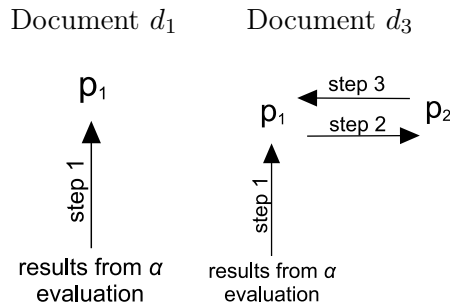 Document d₁
p₁
step 1
results from α
evaluation
Document d₃
step 3
p₁
p₂
step 2
step 1
results from α
evaluation